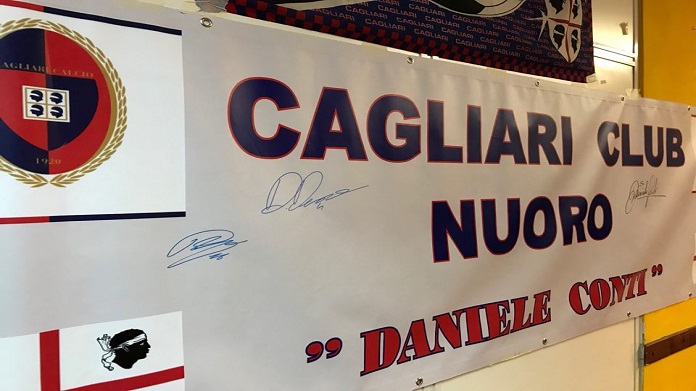 CAGLIARI CALCIO
1920
CAGLIARI CLUB
NUORO
" DANIELE CONTI "